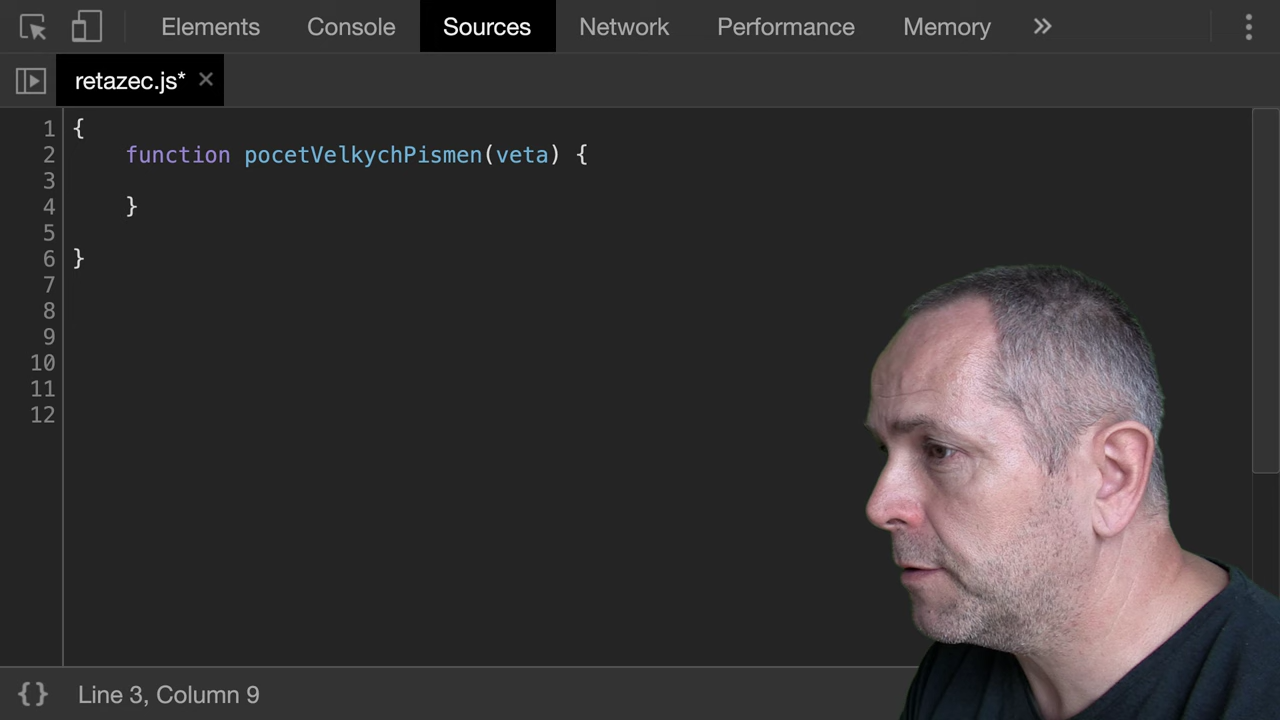 Elements Console Sources Network Performance Memory »
retazec.js* ×
1 {
2 function pocetVelkychPismen(veta) {
3
4 }
5
6 }
7
8
9
10
11
12
{} Line 3, Column 9